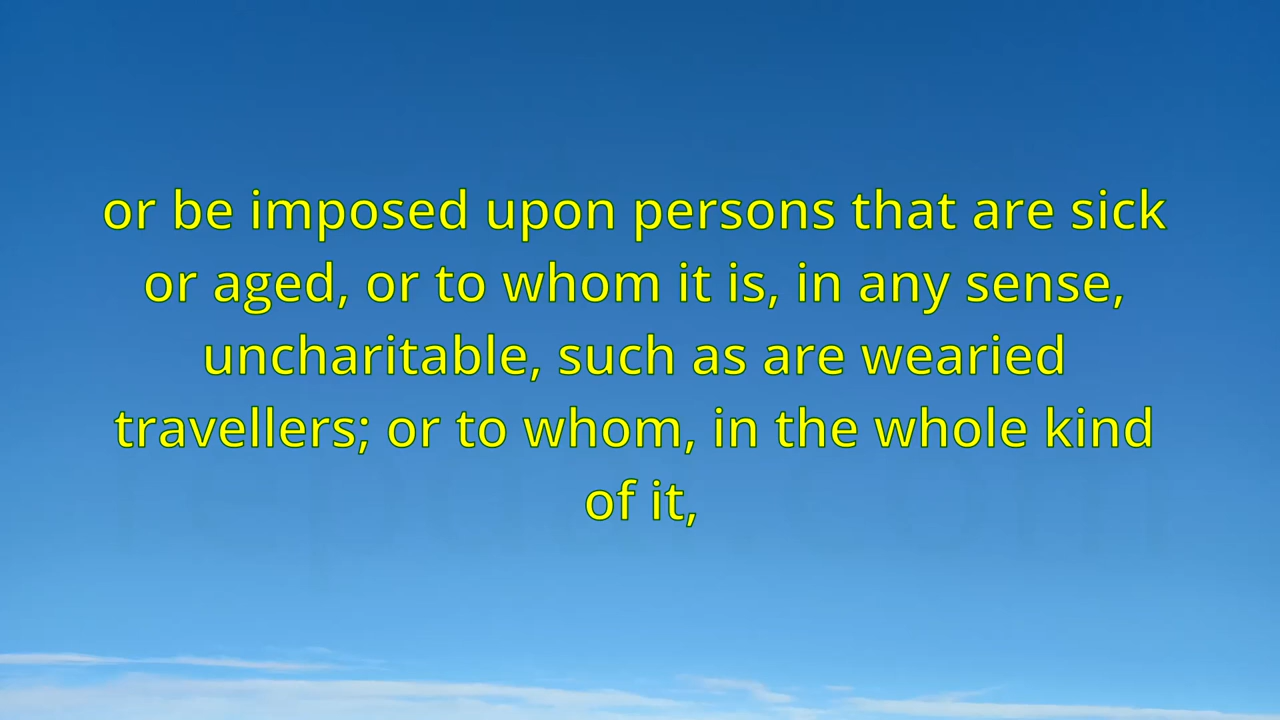 or be imposed upon persons that are sick
or aged, or to whom it is, in any sense,
uncharitable, such as are wearied
travellers; or to whom, in the whole kind
of it,